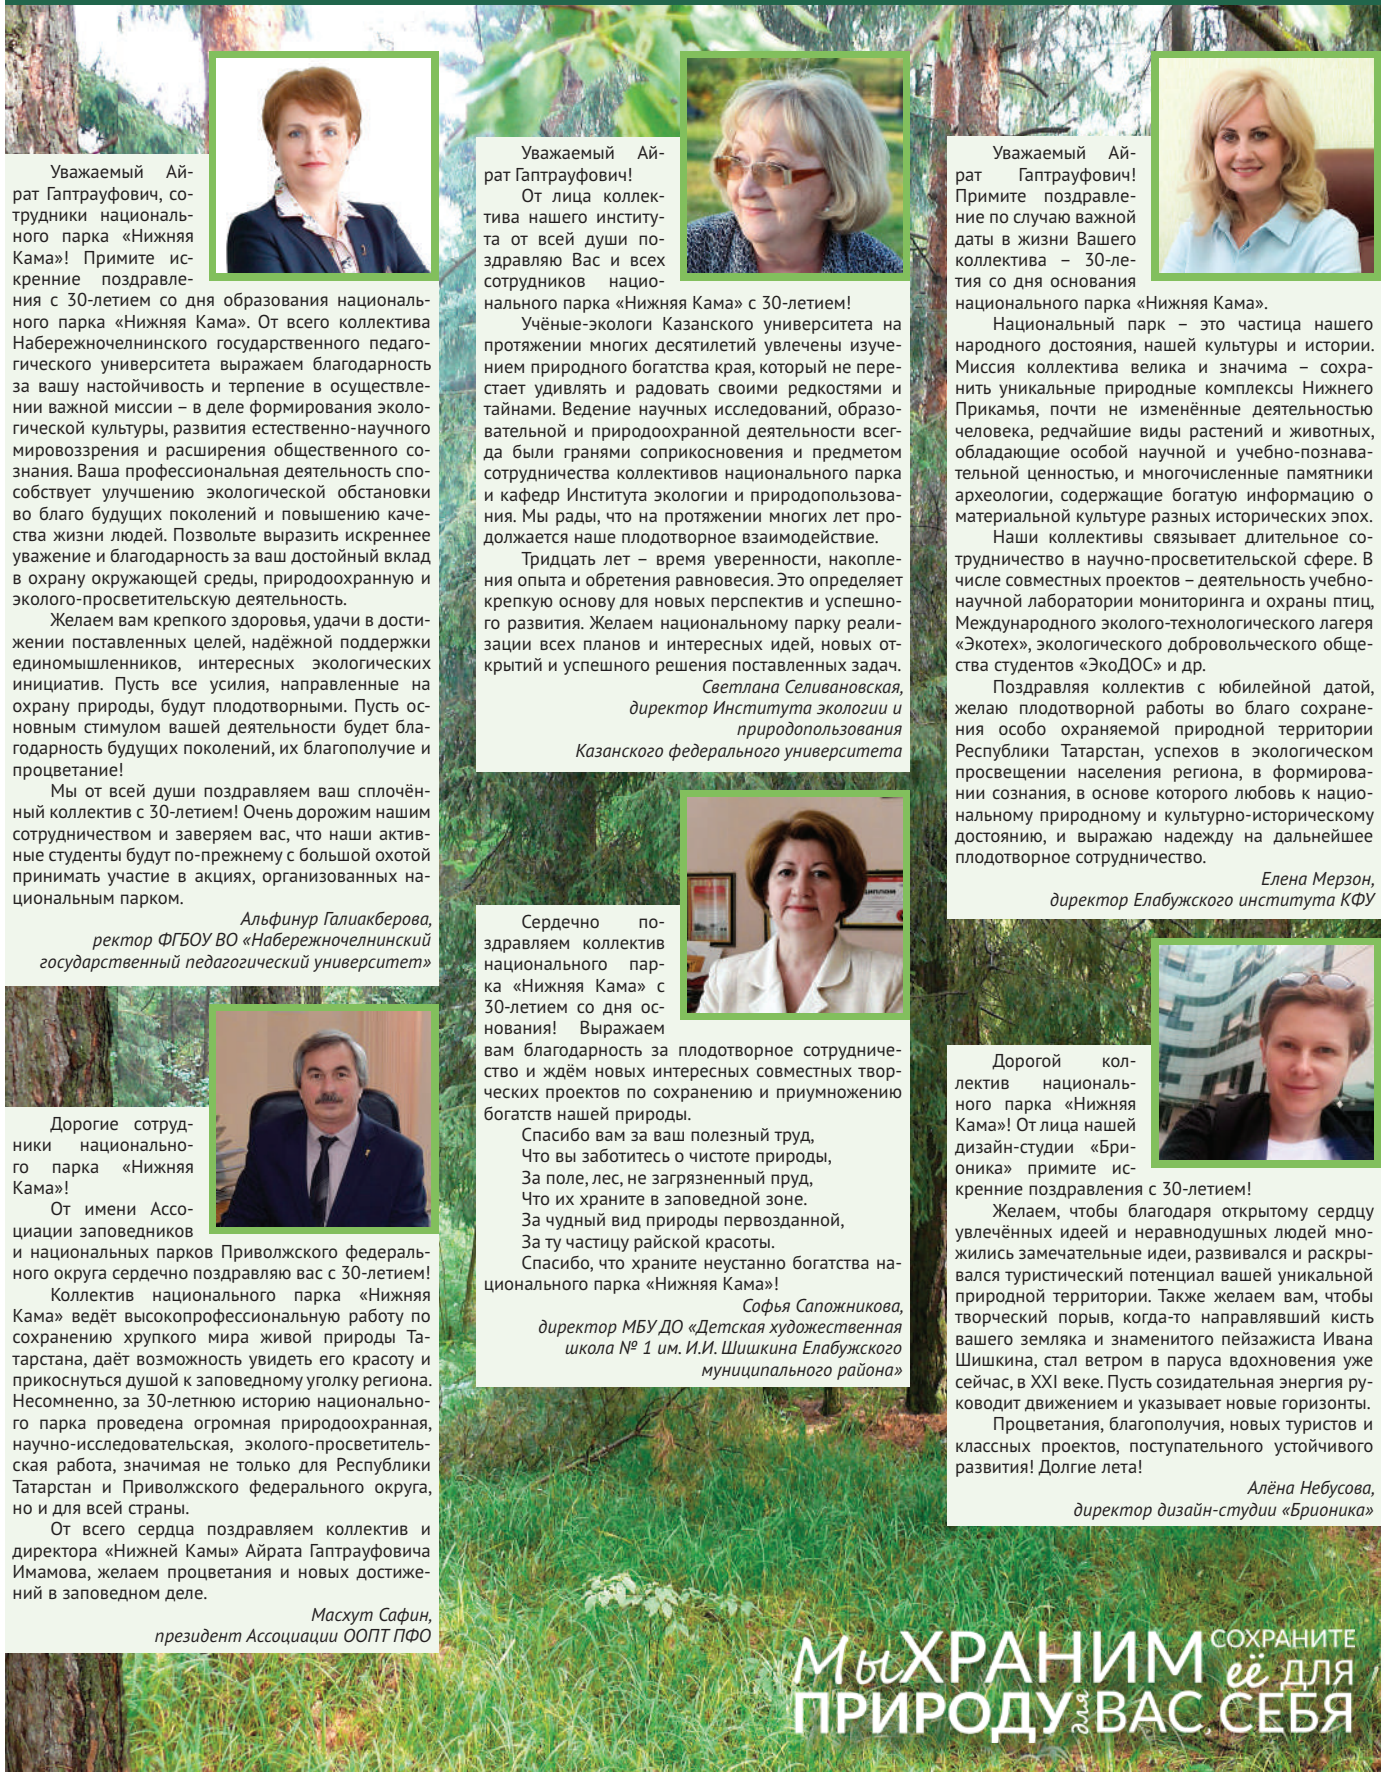 Уважаемый Ай-
рат Гаптрауфович, со-
трудники националь-
ного парка «Нижняя
Кама»! Примите ис-
кренние поздравле-
ния с 30-летием со дня образования националь-
ного парка «Нижняя Кама». От всего коллектива
Набережночелнинского государственного педаго-
гического университета выражаем благодарность
за вашу настойчивость и терпение в осуществле-
нии важной миссии – в деле формирования эколо-
гической культуры, развития естественно-научного
мировоззрения и расширения общественного со-
знания. Ваша профессиональная деятельность спо-
собствует улучшению экологической обстановки
во благо будущих поколений и повышению каче-
ства жизни людей. Позвольте выразить искреннее
уважение и благодарность за ваш достойный вклад
в охрану окружающей среды, природоохранную и
эколого-просветительскую деятельность.
Желаем вам крепкого здоровья, удачи в дости-
жении поставленных целей, надёжной поддержки
единомышленников, интересных экологических
инициатив. Пусть все усилия, направленные на
охрану природы, будут плодотворными. Пусть ос-
новным стимулом вашей деятельности будет бла-
годарность будущих поколений, их благополучие и
процветание!
Мы от всей души поздравляем ваш сплочён-
ный коллектив с 30-летием! Очень дорожим нашим
сотрудничеством и заверяем вас, что наши актив-
ные студенты будут по-прежнему с большой охотой
принимать участие в акциях, организованных на-
циональным парком.
Альфинур Галиакберова,
ректор ФГБОУ ВО «Набережночелнинский
государственный педагогический университет»
Дорогие сотруд-
ники национально-
го парка «Нижняя
Кама»!
От имени Ассо-
циации заповедников
и национальных парков Приволжского федераль-
ного округа сердечно поздравляю вас с 30-летием!
Коллектив национального парка «Нижняя
Кама» ведёт высокопрофессиональную работу по
сохранению хрупкого мира живой природы Та-
тарстана, даёт возможность увидеть его красоту и
прикоснуться душой к заповедному уголку региона.
Несомненно, за 30-летнюю историю национально-
го парка проведена огромная природоохранная,
научно-исследовательская, эколого-просветитель-
ская работа, значимая не только для Республики
Татарстан и Приволжского федерального округа,
но и для всей страны.
От всего сердца поздравляем коллектив и
директора «Нижней Камы» Айрата Гаптрауфовича
Имамова, желаем процветания и новых достиже-
ний в заповедном деле.
Масхут Сафин,
президент Ассоциации ООПТ ПФО
Уважаемый Ай-
рат Гаптрауфович!
От лица коллек-
тива нашего институ-
та от всей души по-
здравляю Вас и всех
сотрудников нацио-
нального парка «Нижняя Кама» с 30-летием!
Учёные-экологи Казанского университета на
протяжении многих десятилетий увлечены изуче-
нием природного богатства края, который не пере-
стает удивлять и радовать своими редкостями и
тайнами. Ведение научных исследований, образо-
вательной и природоохранной деятельности всег-
да были гранями соприкосновения и предметом
сотрудничества коллективов национального парка
и кафедр Института экологии и природопользова-
ния. Мы рады, что на протяжении многих лет про-
должается наше плодотворное взаимодействие.
Тридцать лет – время уверенности, накопле-
ния опыта и обретения равновесия. Это определяет
крепкую основу для новых перспектив и успешно-
го развития. Желаем национальному парку реали-
зации всех планов и интересных идей, новых от-
крытий и успешного решения поставленных задач.
Светлана Селивановская,
директор Института экологии и
природопользования
Казанского федерального университета
ДИПЛОМ
Сердечно по-
здравляем коллектив
национального пар-
ка «Нижняя Кама» с
30-летием со дня ос-
нования! Выражаем
вам благодарность за плодотворное сотрудниче-
ство и ждём новых интересных совместных твор-
ческих проектов по сохранению и приумножению
богатств нашей природы.
Спасибо вам за ваш полезный труд,
Что вы заботитесь о чистоте природы,
За поле, лес, не загрязненный пруд,
Что их храните в заповедной зоне.
За чудный вид природы первозданной,
За ту частицу райской красоты.
Спасибо, что храните неустанно богатства на-
ционального парка «Нижняя Кама»!
Софья Сапожникова,
директор МБУ ДО «Детская художественная
школа № 1 им. И.И. Шишкина Елабужского
муниципального района»
Уважаемый Ай-
рат Гаптрауфович!
Примите поздравле-
ние по случаю важной
даты в жизни Вашего
коллектива – 30-ле-
тия со дня основания
национального парка «Нижняя Кама».
Национальный парк – это частица нашего
народного достояния, нашей культуры и истории.
Миссия коллектива велика и значима – сохра-
нить уникальные природные комплексы Нижнего
Прикамья, почти не изменённые деятельностью
человека, редчайшие виды растений и животных,
обладающие особой научной и учебно-познава-
тельной ценностью, и многочисленные памятники
археологии, содержащие богатую информацию о
материальной культуре разных исторических эпох.
Наши коллективы связывает длительное со-
трудничество в научно-просветительской сфере. В
числе совместных проектов – деятельность учебно-
научной лаборатории мониторинга и охраны птиц,
Международного эколого-технологического лагеря
«Экотех», экологического добровольческого обще-
ства студентов «ЭкоДОС» и др.
Поздравляя коллектив с юбилейной датой,
желаю плодотворной работы во благо сохране-
ния особо охраняемой природной территории
Республики Татарстан, успехов в экологическом
просвещении населения региона, в формирова-
нии сознания, в основе которого любовь к нацио-
нальному природному и культурно-историческому
достоянию, и выражаю надежду на дальнейшее
плодотворное сотрудничество.
Елена Мерзон,
директор Елабужского института КФУ
Дорогой кол-
лектив националь-
ного парка «Нижняя
Кама»! От лица нашей
дизайн-студии «Бри-
оника» примите ис-
кренние поздравления с 30-летием!
Желаем, чтобы благодаря открытому сердцу
увлечённых идеей и неравнодушных людей мно-
жились замечательные идеи, развивался и раскры-
вался туристический потенциал вашей уникальной
природной территории. Также желаем вам, чтобы
творческий порыв, когда-то направлявший кисть
вашего земляка и знаменитого пейзажиста Ивана
Шишкина, стал ветром в паруса вдохновения уже
сейчас, в XXI веке. Пусть созидательная энергия ру-
ководит движением и указывает новые горизонты.
Процветания, благополучия, новых туристов и
классных проектов, поступательного устойчивого
развития! Долгие лета!
Алёна Небусова,
директор дизайн-студии «Брионика»
Мы ХРАНИМ
ПРИРОДУ для ВАС,
СОХРАНИТЕ
её ДЛЯ
СЕБЯ